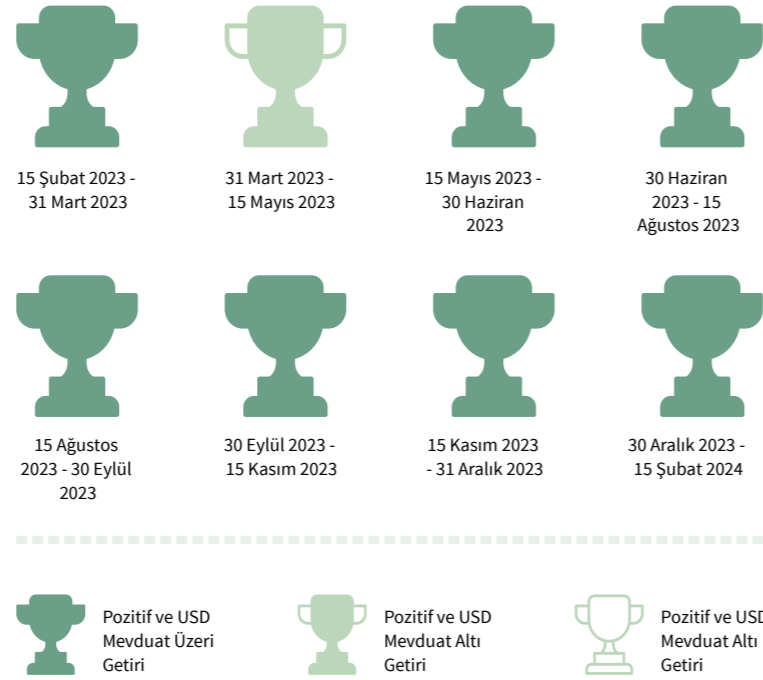 15 Şubat 2023 -
31 Mart 2023
31 Mart 2023 -
15 Mayıs 2023
15 Mayıs 2023 -
30 Haziran
2023
30 Haziran
2023 - 15
Ağustos 2023
15 Ağustos
2023 - 30 Eylül
2023
30 Eylül 2023 -
15 Kasım 2023
15 Kasım 2023
- 31 Aralık 2023
30 Aralık 2023 -
15 Şubat 2024
Pozitif ve USD
Mevduat Üzeri
Getiri
Pozitif ve USD
Mevduat Altı
Getiri
Pozitif ve USD
Mevduat Altı
Getiri